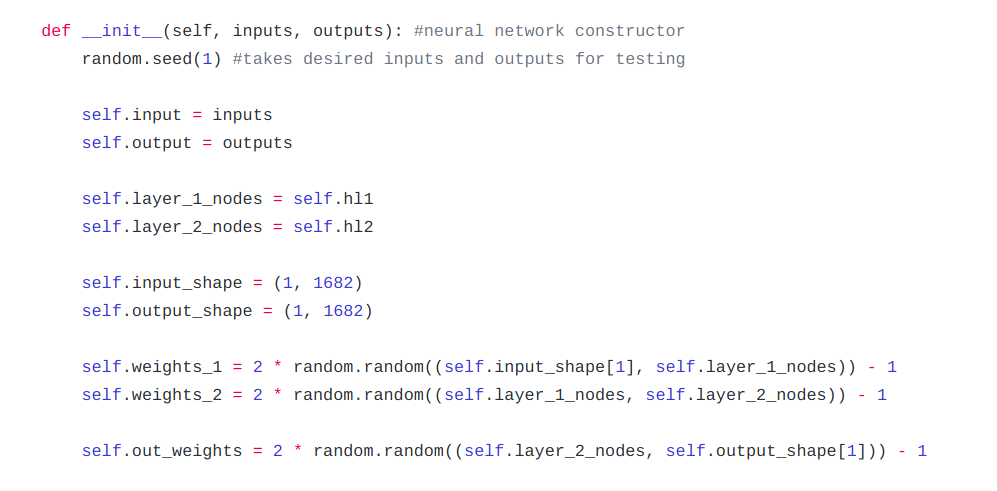 def __init__(self, inputs, outputs): #neural network constructor
    random.seed(1) #takes desired inputs and outputs for testing

    self.input = inputs
    self.output = outputs

    self.layer_1_nodes = self.hl1
    self.layer_2_nodes = self.hl2

    self.input_shape = (1, 1682)
    self.output_shape = (1, 1682)

    self.weights_1 = 2 * random.random((self.input_shape[1], self.layer_1_nodes)) - 1
    self.weights_2 = 2 * random.random((self.layer_1_nodes, self.layer_2_nodes)) - 1

    self.out_weights = 2 * random.random((self.layer_2_nodes, self.output_shape[1])) - 1